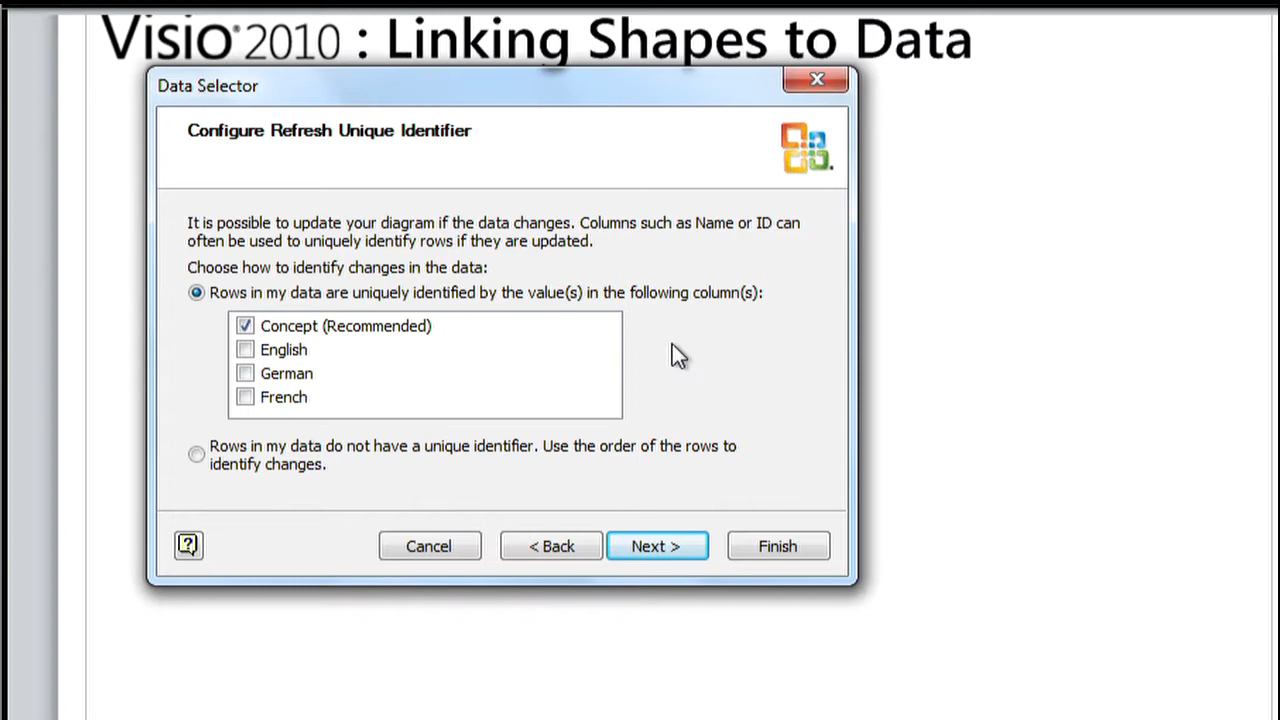 Visio 2010 : Linking Shapes to Data
Data Selector
Configure Refresh Unique Identifier
It is possible to update your diagram if the data changes. Columns such as Name or ID can
often be used to uniquely identify rows if they are updated.
Choose how to identify changes in the data:
Rows in my data are uniquely identified by the value(s) in the following column(s):
Concept (Recommended)
English
German
French
Rows in my data do not have a unique identifier. Use the order of the rows to
identify changes.
? Cancel < Back Next > Finish